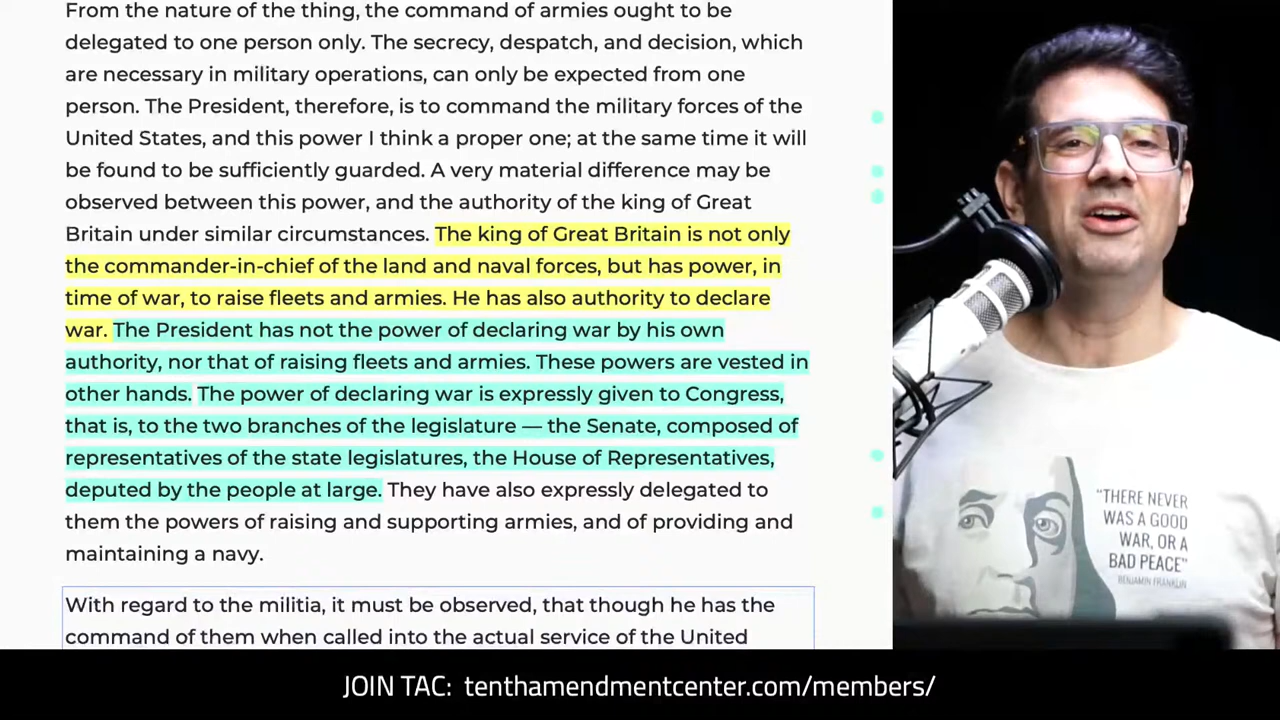 From the nature of the thing, the command of armies ought to be
delegated to one person only. The secrecy, despatch, and decision, which
are necessary in military operations, can only be expected from one
person. The President, therefore, is to command the military forces of the
United States, and this power I think a proper one; at the same time it will
be found to be sufficiently guarded. A very material difference may be
observed between this power, and the authority of the king of Great
Britain under similar circumstances. The king of Great Britain is not only
the commander-in-chief of the land and naval forces, but has power, in
time of war, to raise fleets and armies. He has also authority to declare
war. The President has not the power of declaring war by his own
authority, nor that of raising fleets and armies. These powers are vested in
other hands. The power of declaring war is expressly given to Congress,
that is, to the two branches of the legislature — the Senate, composed of
representatives of the state legislatures, the House of Representatives,
deputed by the people at large. They have also expressly delegated to
them the powers of raising and supporting armies, and of providing and
maintaining a navy.
With regard to the militia, it must be observed, that though he has the
command of them when called into the actual service of the United
"THERE NEVER
WAS A GOOD
WAR, OR A
BAD PEACE"
BENJAMIN FRANKLIN
JOIN TAC: tenthamendmentcenter.com/members/